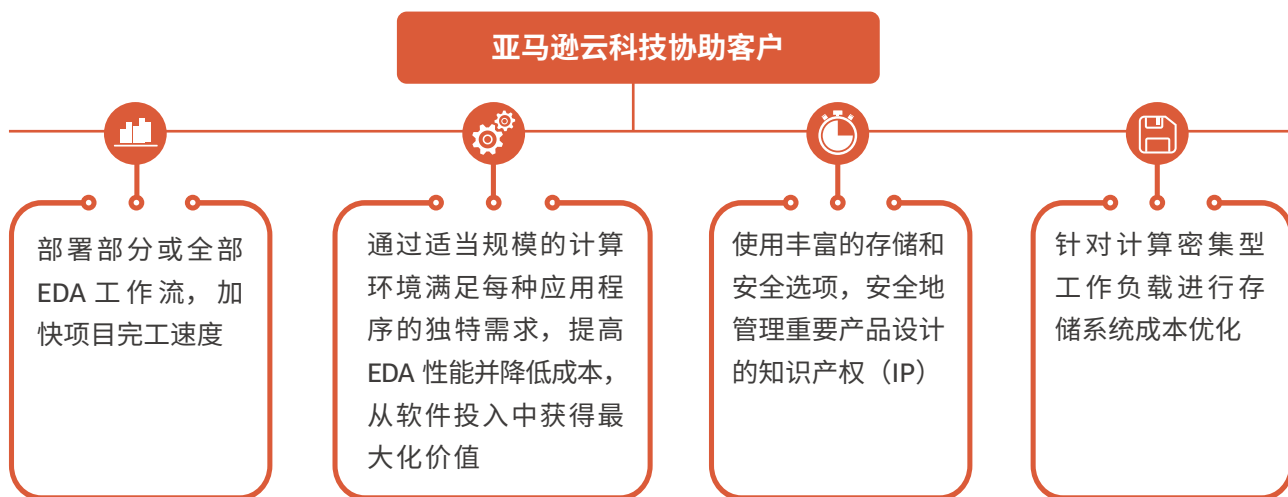 亚马逊云科技协助客户
部署部分或全部
EDA 工作流，加
快项目完工速度
通过适当规模的计算
环境满足每种应用程
序的独特需求，提高
EDA 性能并降低成本，
从软件投入中获得最
大化价值
使用丰富的存储和
安全选项，安全地
管理重要产品设计
的知识产权（IP）
针对计算密集型
工作负载进行存
储系统成本优化